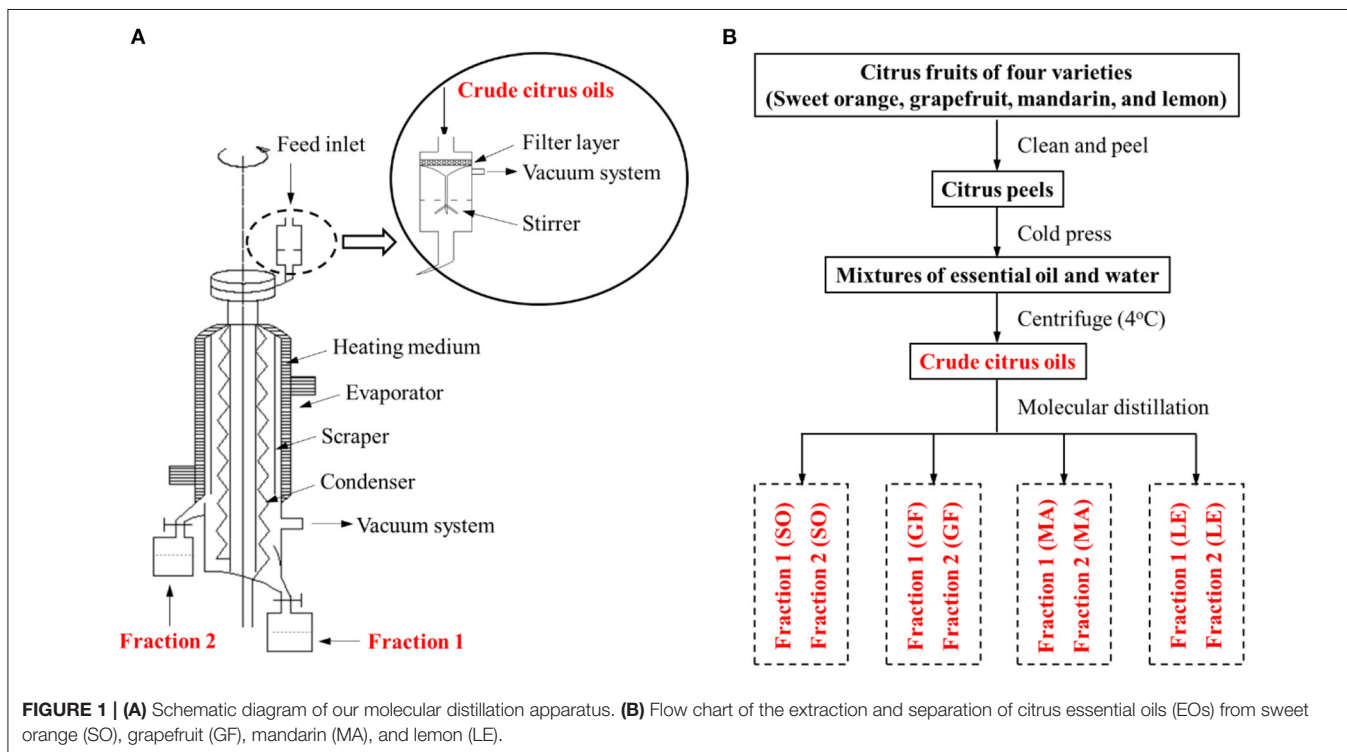 A
Crude citrus oils
Feed inlet
Filter layer
Vacuum system
Stirrer
Heating medium
Evaporator
Scraper
Condenser
Vacuum system
Fraction 2
Fraction 1
B
Citrus fruits of four varieties
(Sweet orange, grapefruit, mandarin, and lemon)
Clean and peel
Citrus peels
Cold press
Mixtures of essential oil and water
Centrifuge (4°C)
Crude citrus oils
Molecular distillation
Fraction 1 (SO)
Fraction 2 (SO)
Fraction 1 (GF)
Fraction 2 (GF)
Fraction 1 (MA)
Fraction 2 (MA)
Fraction 1 (LE)
Fraction 2 (LE)
FIGURE 1 | (A) Schematic diagram of our molecular distillation apparatus. (B) Flow chart of the extraction and separation of citrus essential oils (EOs) from sweet
orange (SO), grapefruit (GF), mandarin (MA), and lemon (LE).